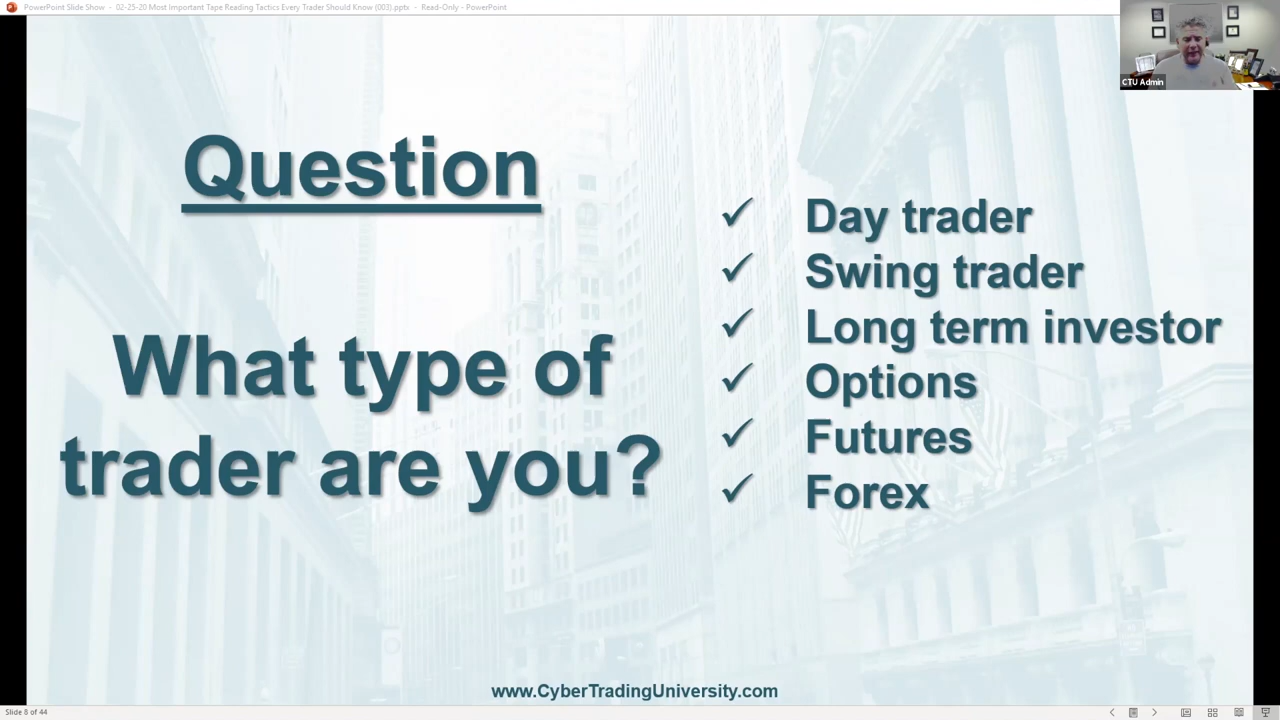 PowerPoint Slide Show - 02-25-20 Most Important Tape Reading Tactics Every Trader Should Know (003).pptx - Read-Only - PowerPoint
CTU Admin
Question
What type of
trader are you?
✓ Day trader
✓ Swing trader
✓ Long term investor
✓ Options
✓ Futures
✓ Forex
www.CyberTradingUniversity.com
Slide 8 of 44